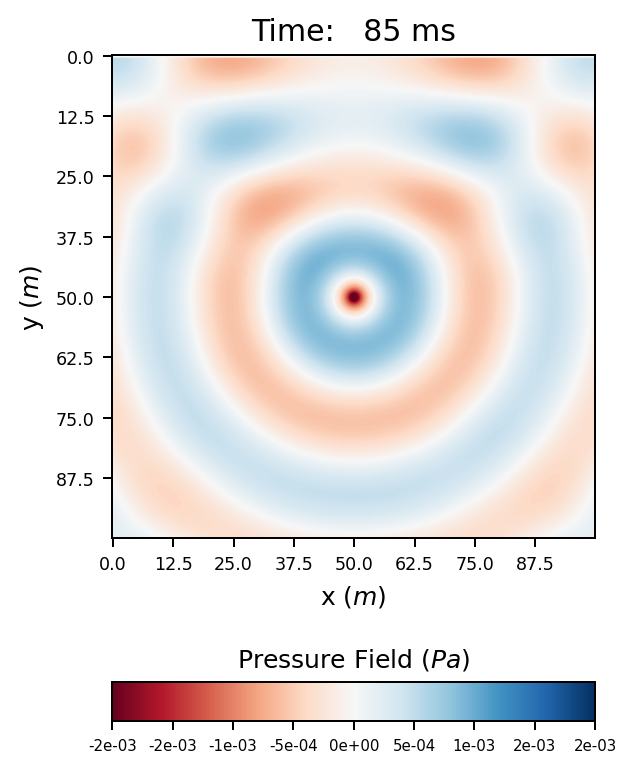 Time:   85 ms
0.0
12.5
25.0
37.5
50.0
62.5
75.0
87.5
y (m)
0.0 12.5 25.0 37.5 50.0 62.5 75.0 87.5
x (m)
Pressure Field (Pa)
-2e-03 -2e-03 -1e-03 -5e-04 0e+00 5e-04 1e-03 2e-03 2e-03